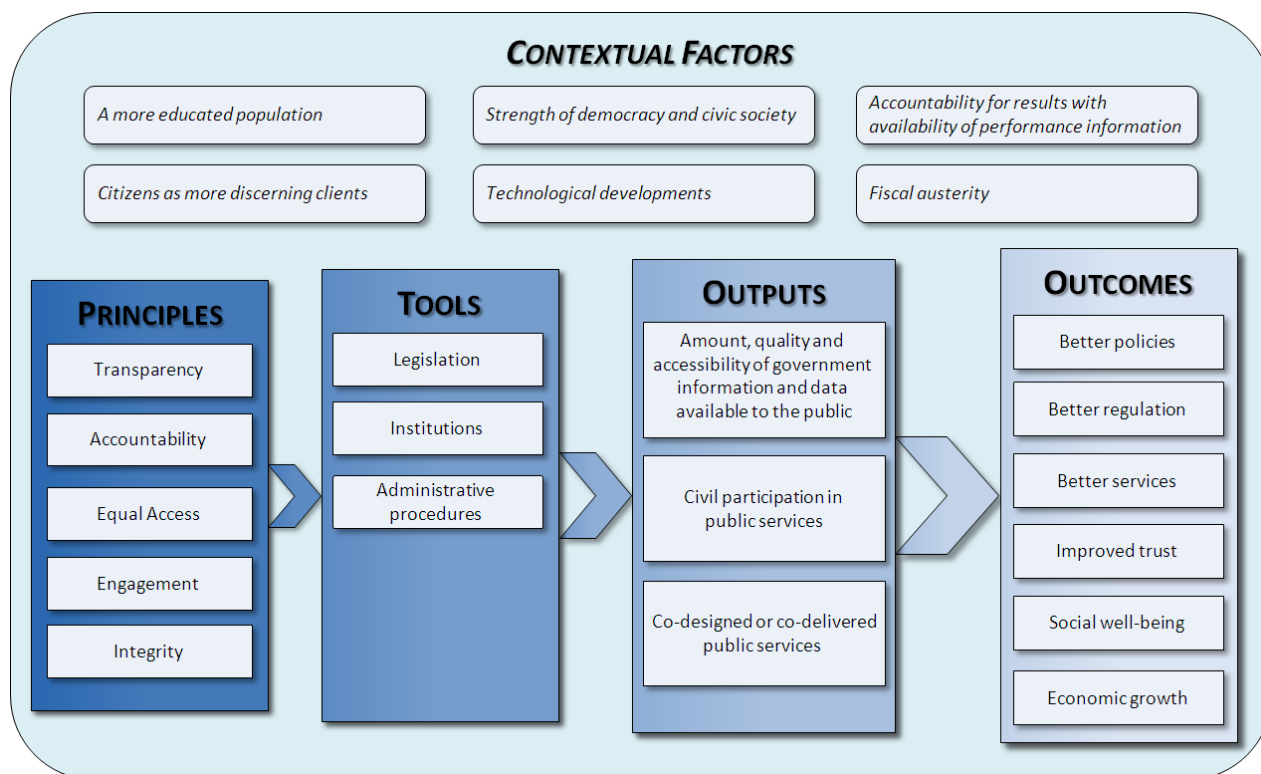 CONTEXTUAL FACTORS
A more educated population
Strength of democracy and civic society
Accountability for results with
availability of performance information
Citizens as more discerning clients
Technological developments
Fiscal austerity
PRINCIPLES
Transparency
Accountability
Equal Access
Engagement
Integrity
TOOLS
Legislation
Institutions
Administrative
procedures
OUTPUTS
Amount, quality and
accessibility of government
information and data
available to the public
Civil participation in
public services
Co-designed or co-delivered
public services
OUTCOMES
Better policies
Better regulation
Better services
Improved trust
Social well-being
Economic growth